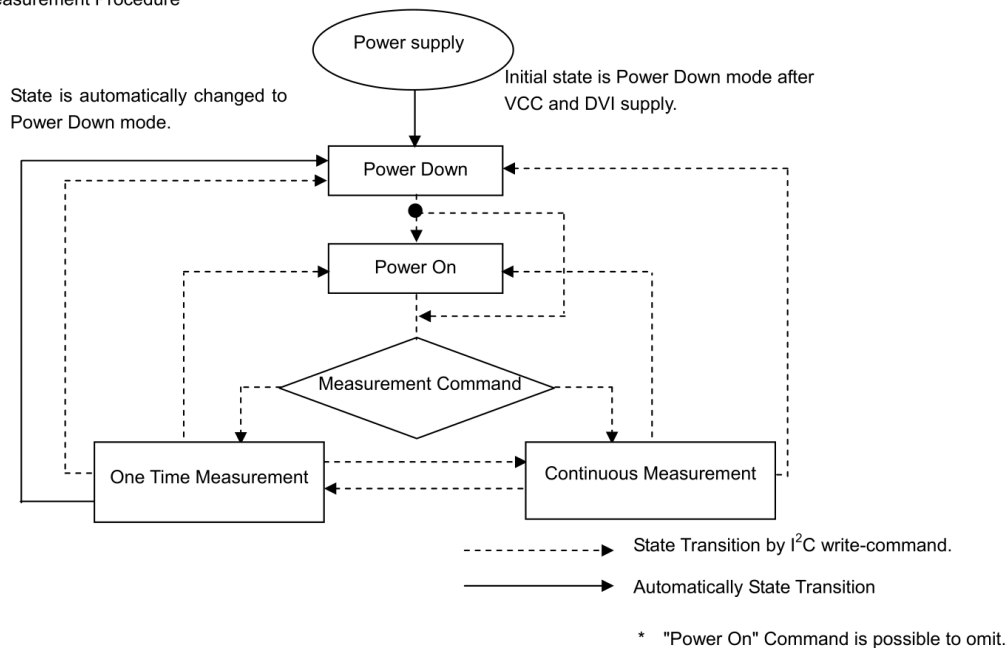 Measurement Procedure
Power supply
Initial state is Power Down mode after
VCC and DVI supply.
State is automatically changed to
Power Down mode.
Power Down
Power On
Measurement Command
One Time Measurement
Continuous Measurement
State Transition by I²C write-command.
Automatically State Transition
* "Power On" Command is possible to omit.